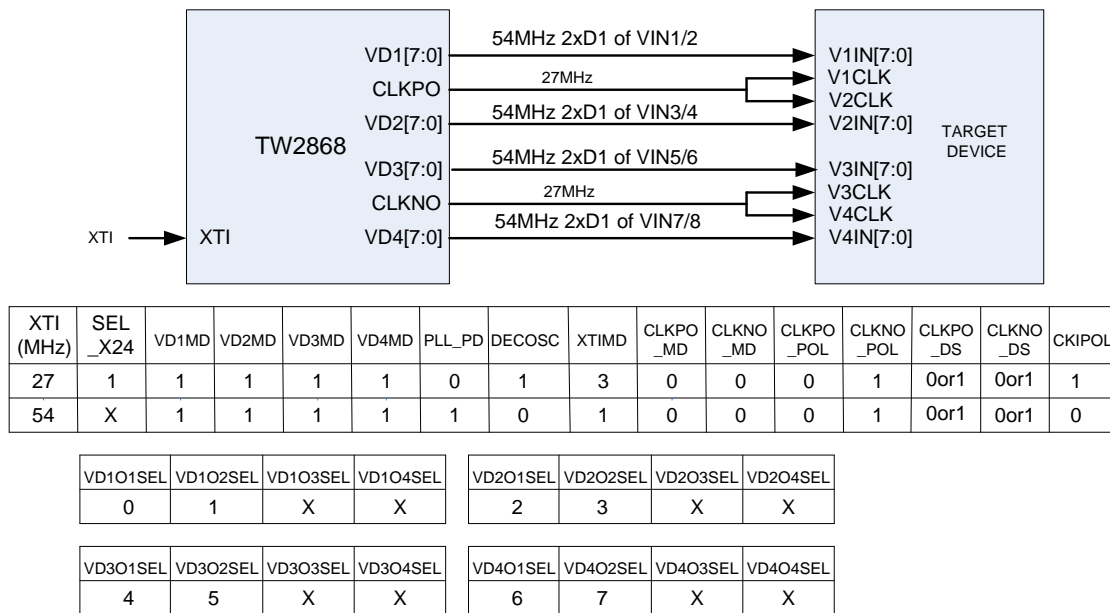 54MHz 2xD1 of VIN1/2
VD1[7:0]
V1IN[7:0]
27MHz
V1CLK
CLKPO
V2CLK
54MHz 2xD1 of VIN3/4
VD2[7:0]
V2IN[7:0]
TW2868
TARGET
DEVICE
54MHz 2xD1 of VIN5/6
VD3[7:0]
V3IN[7:0]
27MHz
V3CLK
CLKNO
V4CLK
54MHz 2xD1 of VIN7/8
XTI
XTI
VD4[7:0]
V4IN[7:0]
XTI (MHz) SEL _X24 VD1MD VD2MD VD3MD VD4MD PLL_PD DECOSC XTIMD CLKPO _MD CLKNO _MD CLKPO _POL CLKNO _POL CLKPO _DS CLKNO _DS CKIPOL
27 1 1 1 1 1 0 1 3 0 0 0 1 0or1 0or1 1
54 X 1 1 1 1 1 0 1 0 0 0 1 0or1 0or1 0
VD1O1SEL VD1O2SEL VD1O3SEL VD1O4SEL VD2O1SEL VD2O2SEL VD2O3SEL VD2O4SEL
0 1 X X 2 3 X X
VD3O1SEL VD3O2SEL VD3O3SEL VD3O4SEL VD4O1SEL VD4O2SEL VD4O3SEL VD4O4SEL
4 5 X X 6 7 X X